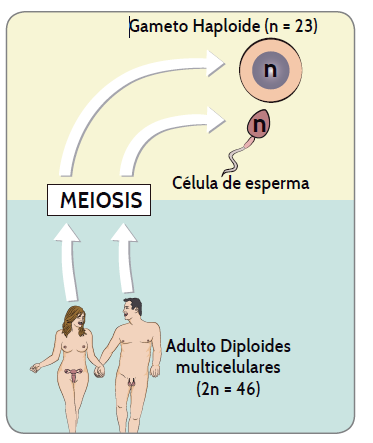 Gameto Haploide (n = 23)
n
n
Célula de esperma
MEIOSIS
Adulto Diploides
multicelulares
(2n = 46)